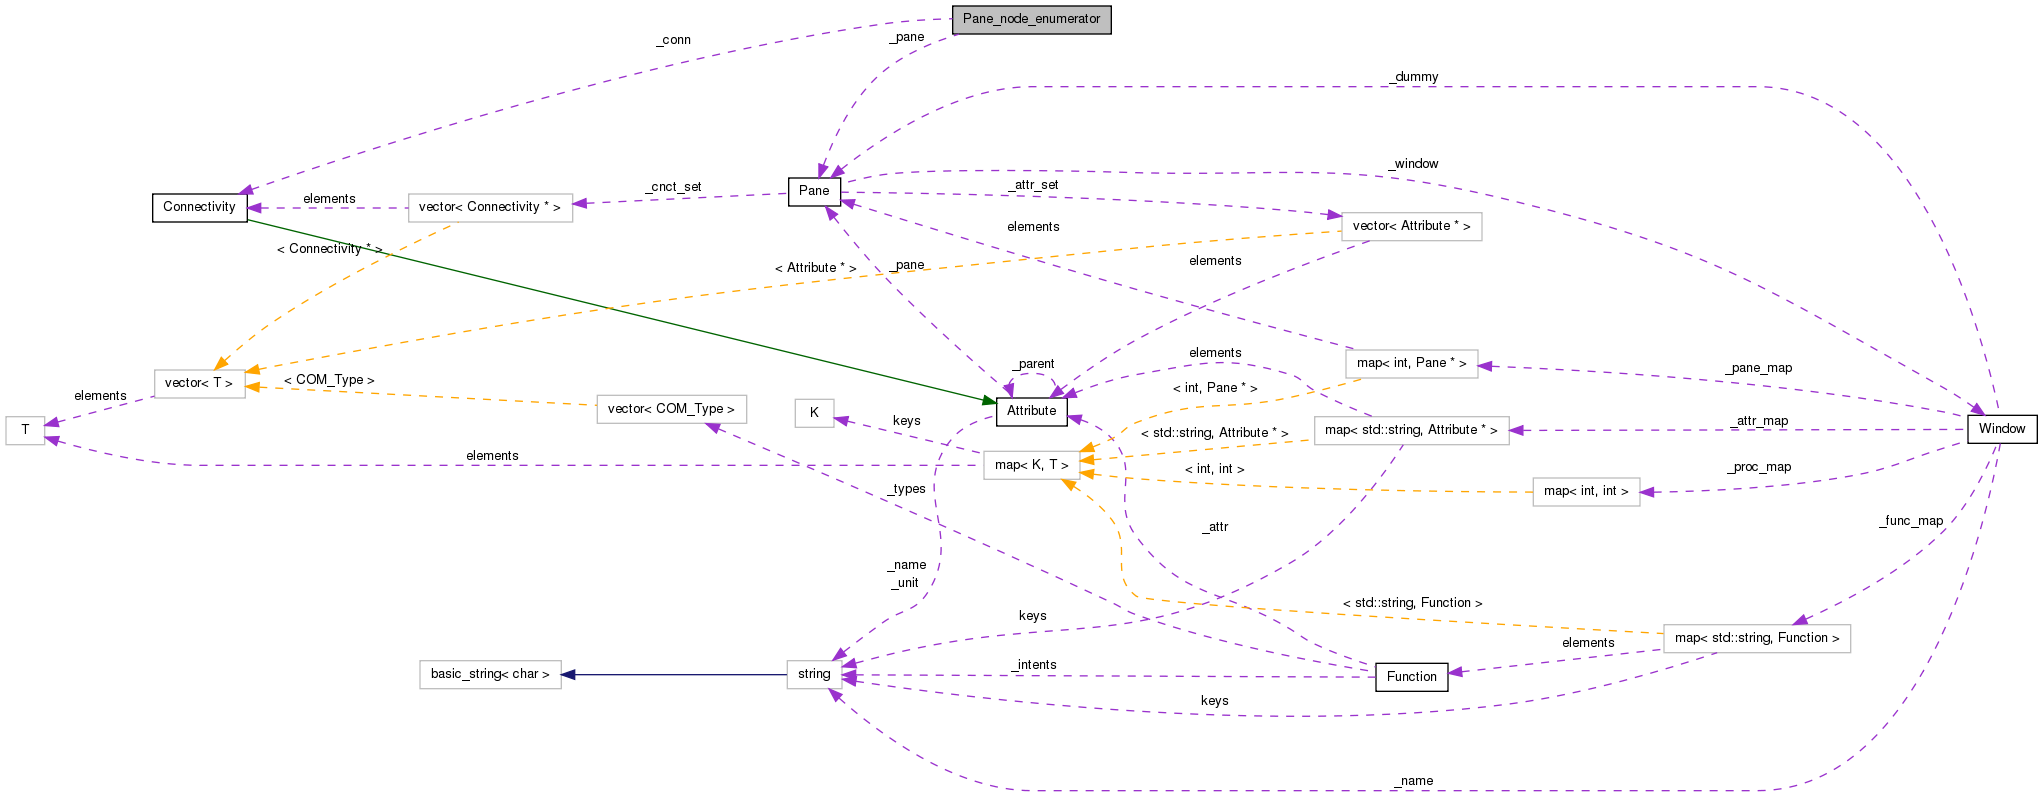 Pane_node_enumerator
_conn
_pane
_dummy
_window
_cnct_set
_attr_set
Pane
elements
Connectivity
vector< Connectivity * >
vector< Attribute * >
elements
< Connectivity * >
< Attribute * >
_pane
elements
_parent
elements
map< int, Pane * >
_pane_map
vector< T >
< COM_Type >
< int, Pane * >
elements
vector< COM_Type >
K
Attribute
keys
_attr_map
T
< std::string, Attribute * >
map< std::string, Attribute * >
Window
elements
map< K, T >
< int, int >
_proc_map
_types
map< int, int >
_attr
_func_map
_name
_unit
< std::string, Function >
keys
map< std::string, Function >
elements
basic_string< char >
string
_intents
Function
keys
_name